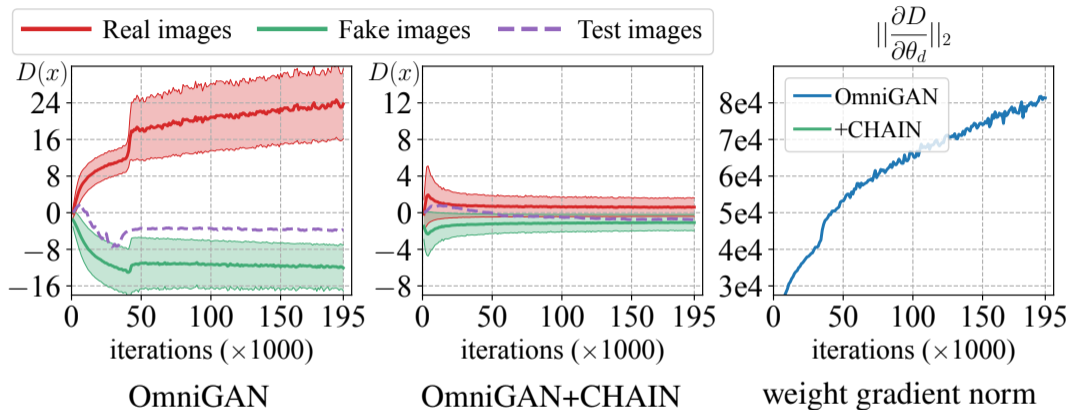 Real images Fake images Test images
||∂D/∂θ_d||₂
D(x)
24
16
8
0
−8
−16
0 50 100 150 195
iterations (×1000)
OmniGAN
D(x)
12
8
4
0
−4
−8
0 50 100 150 195
iterations (×1000)
OmniGAN+CHAIN
OmniGAN
+CHAIN
8e4
7e4
6e4
5e4
4e4
3e4
0 50 100 150 195
iterations (×1000)
weight gradient norm